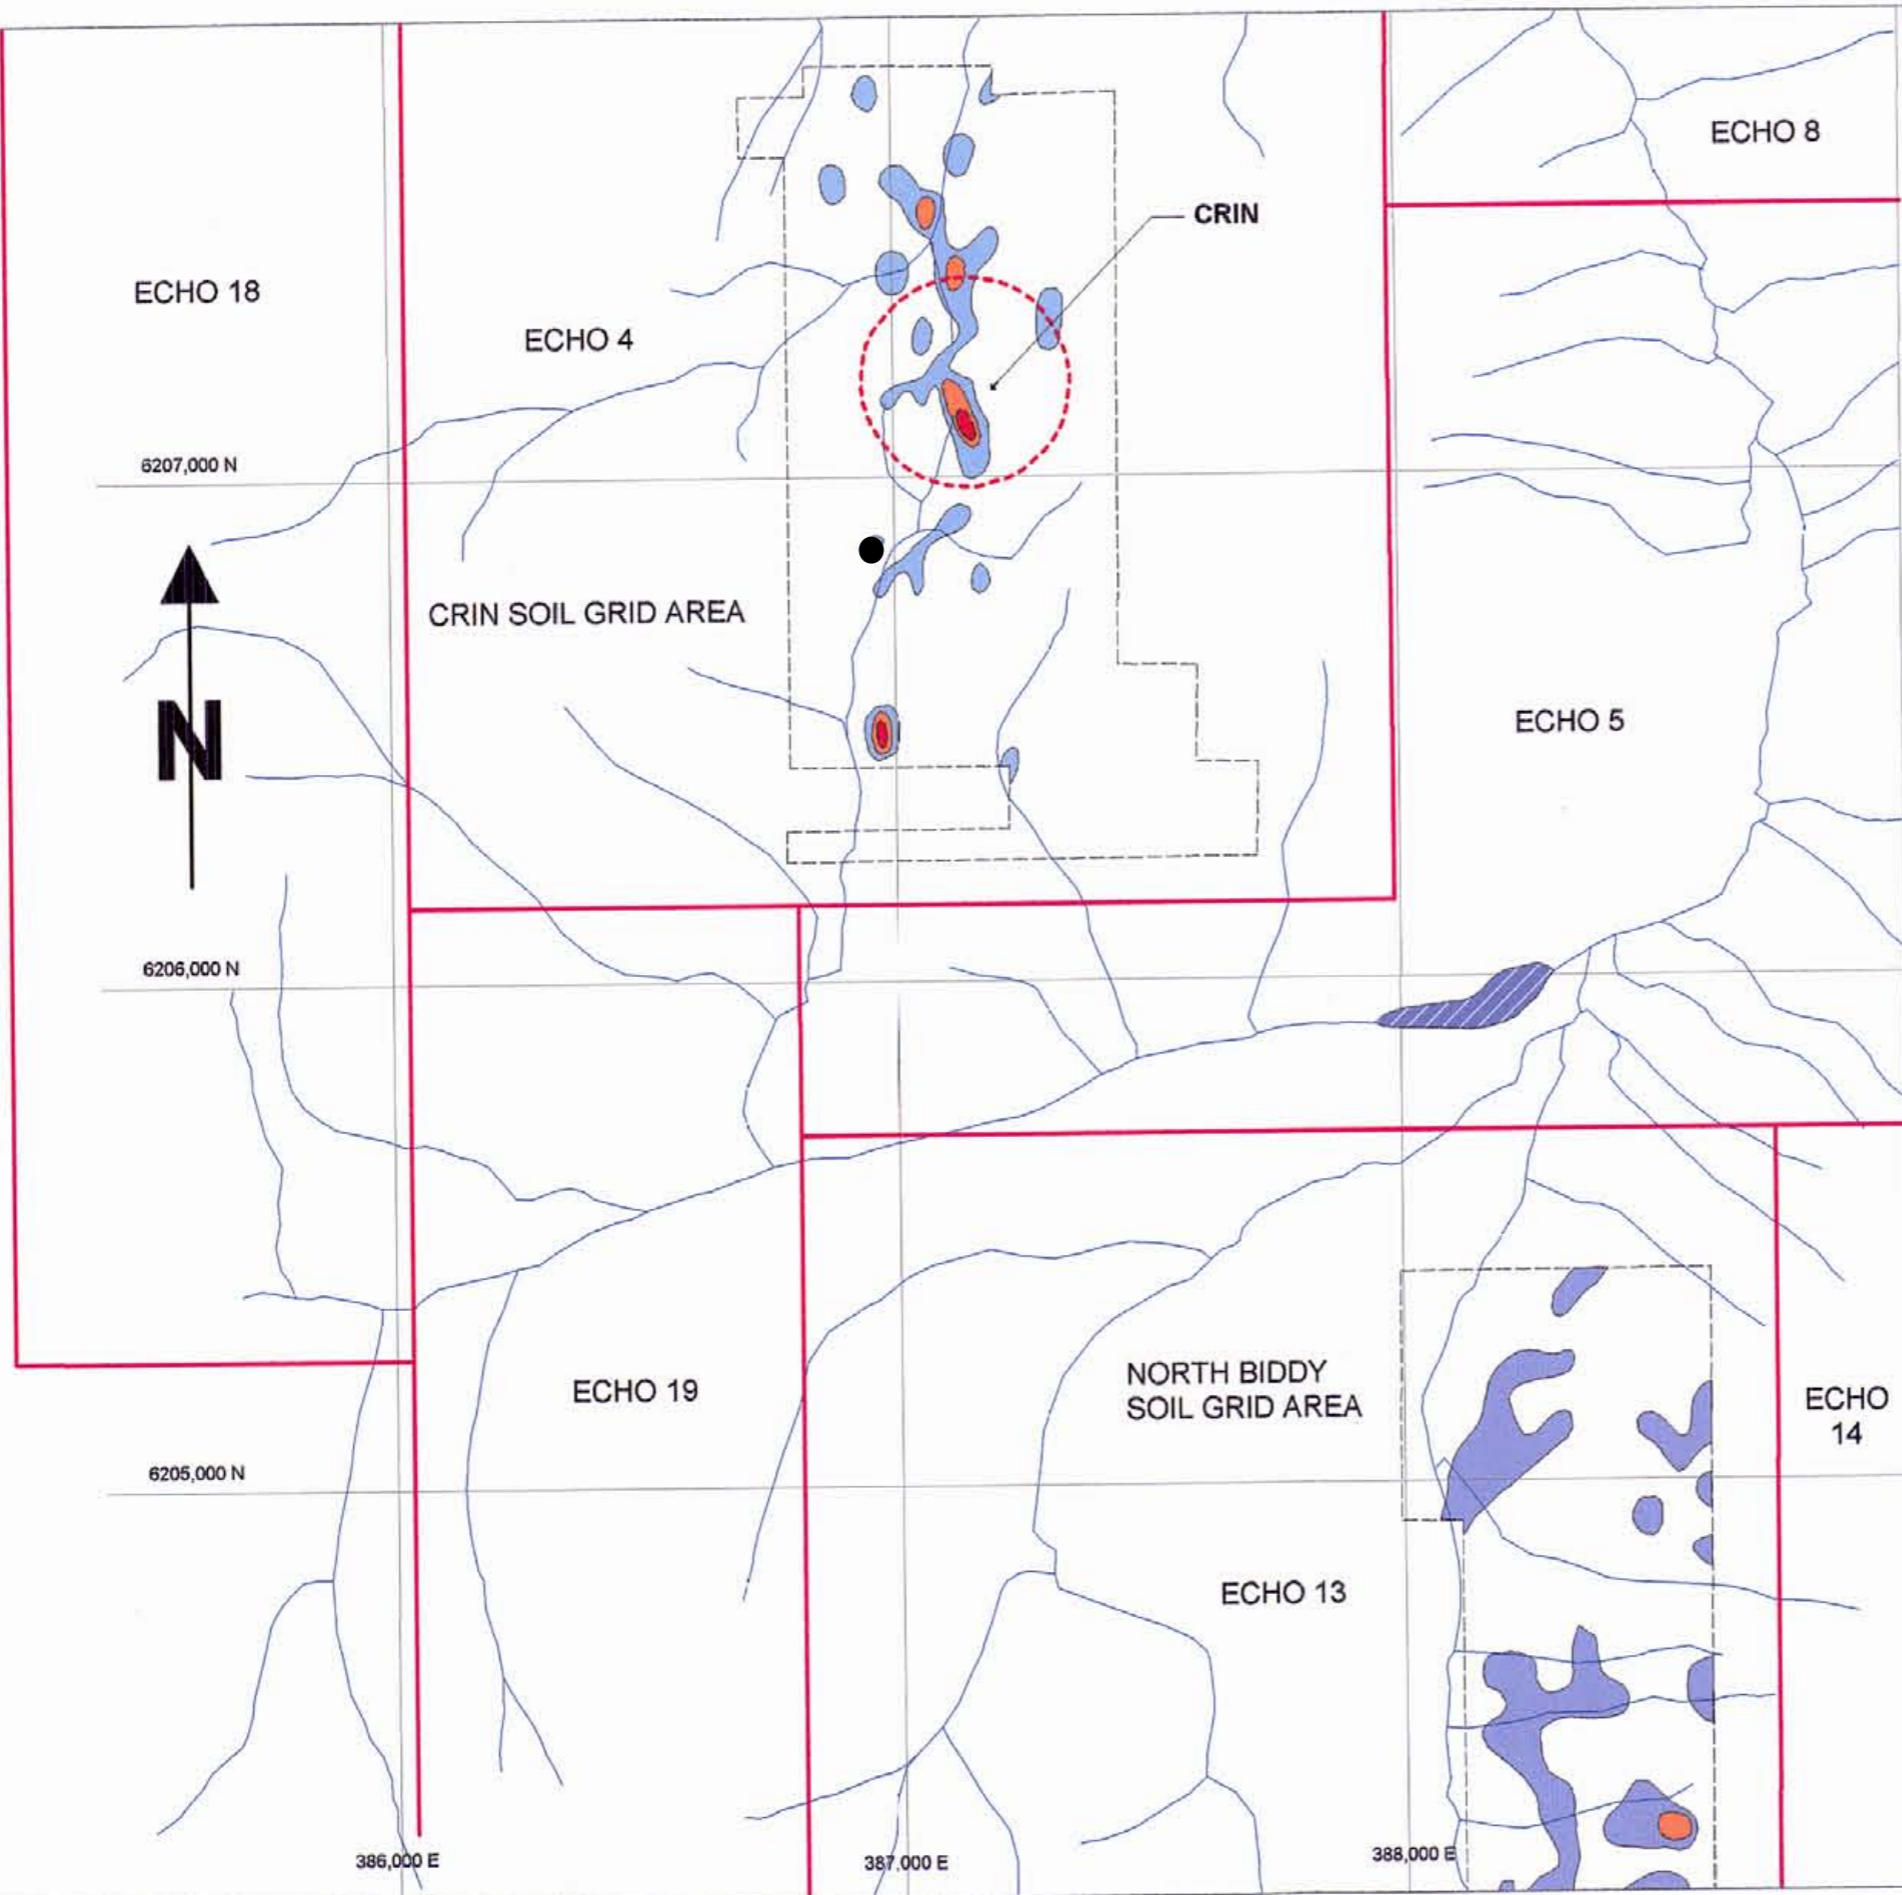 ECHO 8
CRIN
ECHO 18
ECHO 4
6207,000 N
CRIN SOIL GRID AREA
N
ECHO 5
6206,000 N
NORTH BIDDY
SOIL GRID AREA
ECHO 19
ECHO
14
6205,000 N
ECHO 13
386,000 E
387,000 E
388,000 E